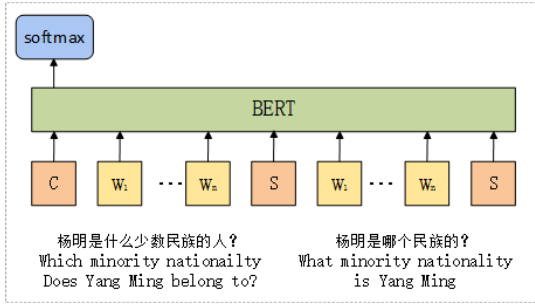 softmax
BERT
C W₁ ··· Wₙ S W₁ ··· Wₙ S
杨明是什么少数民族的人?
Which minority nationailty
Does Yang Ming belong to?
杨明是哪个民族的?
What minority nationality
is Yang Ming